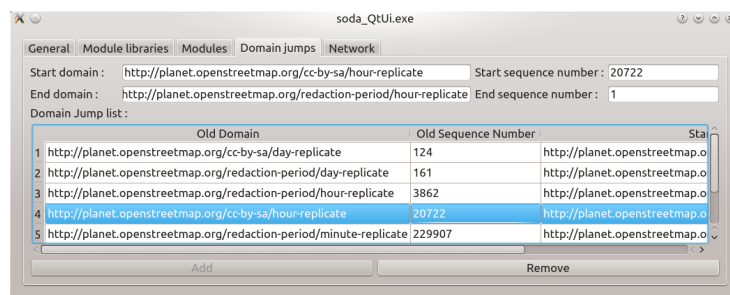 soda_QtUi.exe
General Module libraries Modules Domain jumps Network
Start domain : http://planet.openstreetmap.org/cc-by-sa/hour-replicate Start sequence number : 20722
End domain : http://planet.openstreetmap.org/redaction-period/hour-replicate End sequence number : 1
Domain Jump list :
Old Domain Old Sequence Number Star
1 http://planet.openstreetmap.org/cc-by-sa/day-replicate 124 http://planet.openstreetmap.o
2 http://planet.openstreetmap.org/redaction-period/day-replicate 161 http://planet.openstreetmap.o
3 http://planet.openstreetmap.org/redaction-period/hour-replicate 3862 http://planet.openstreetmap.o
4 http://planet.openstreetmap.org/cc-by-sa/hour-replicate 20722 http://planet.openstreetmap.o
5 http://planet.openstreetmap.org/redaction-period/minute-replicate 229907 http://planet.openstreetmap.o
Add Remove